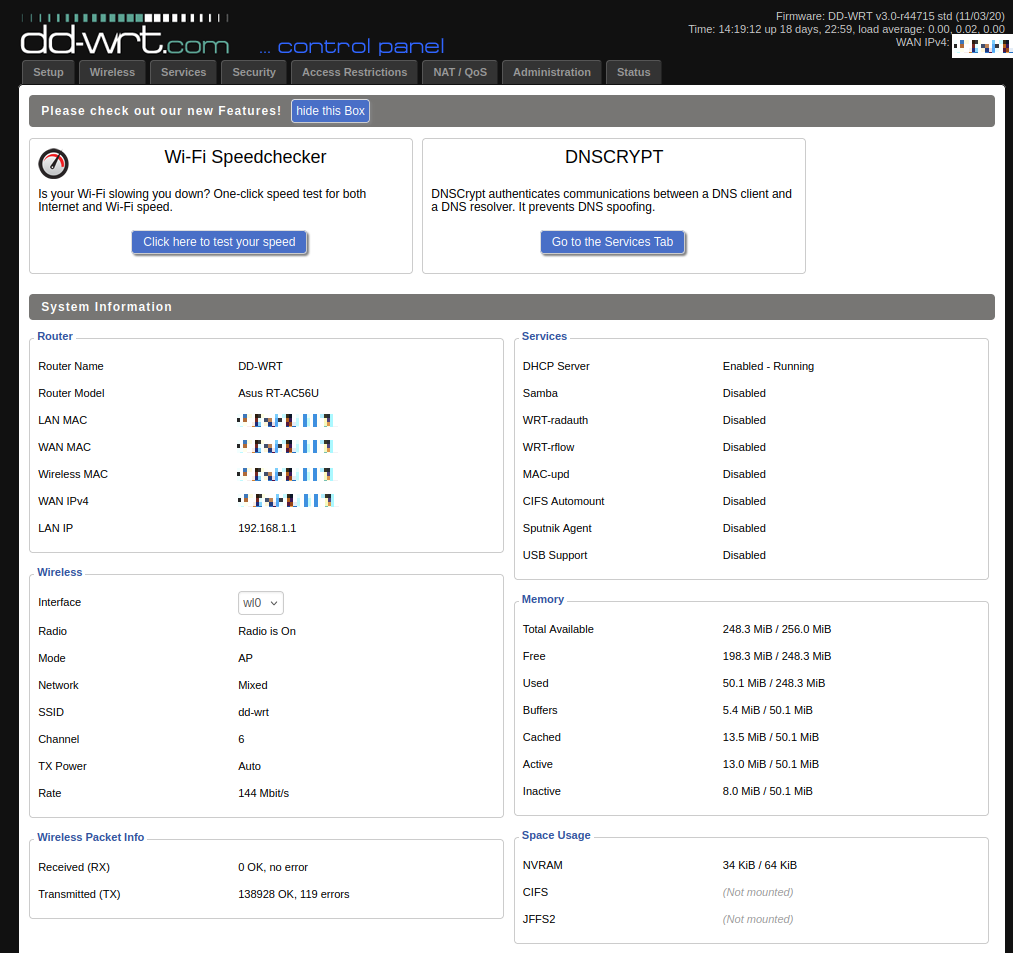 Firmware: DD-WRT v3.0-r44715 std (11/03/20)
Time: 14:19:12 up 18 days, 22:59, load average: 0.00, 0.02, 0.00
WAN IPv4:
dd-wrt.com ... control panel
Setup Wireless Services Security Access Restrictions NAT / QoS Administration Status
Please check out our new Features! hide this Box
Wi-Fi Speedchecker
Is your Wi-Fi slowing you down? One-click speed test for both
Internet and Wi-Fi speed.
Click here to test your speed
DNSCRYPT
DNSCrypt authenticates communications between a DNS client and
a DNS resolver. It prevents DNS spoofing.
Go to the Services Tab
System Information
Router
Router Name DD-WRT
Router Model Asus RT-AC56U
LAN MAC
WAN MAC
Wireless MAC
WAN IPv4
LAN IP 192.168.1.1
Wireless
Interface wl0
Radio Radio is On
Mode AP
Network Mixed
SSID dd-wrt
Channel 6
TX Power Auto
Rate 144 Mbit/s
Wireless Packet Info
Received (RX) 0 OK, no error
Transmitted (TX) 138928 OK, 119 errors
Services
DHCP Server Enabled - Running
Samba Disabled
WRT-radauth Disabled
WRT-rflow Disabled
MAC-upd Disabled
CIFS Automount Disabled
Sputnik Agent Disabled
USB Support Disabled
Memory
Total Available 248.3 MiB / 256.0 MiB
Free 198.3 MiB / 248.3 MiB
Used 50.1 MiB / 248.3 MiB
Buffers 5.4 MiB / 50.1 MiB
Cached 13.5 MiB / 50.1 MiB
Active 13.0 MiB / 50.1 MiB
Inactive 8.0 MiB / 50.1 MiB
Space Usage
NVRAM 34 KiB / 64 KiB
CIFS (Not mounted)
JFFS2 (Not mounted)